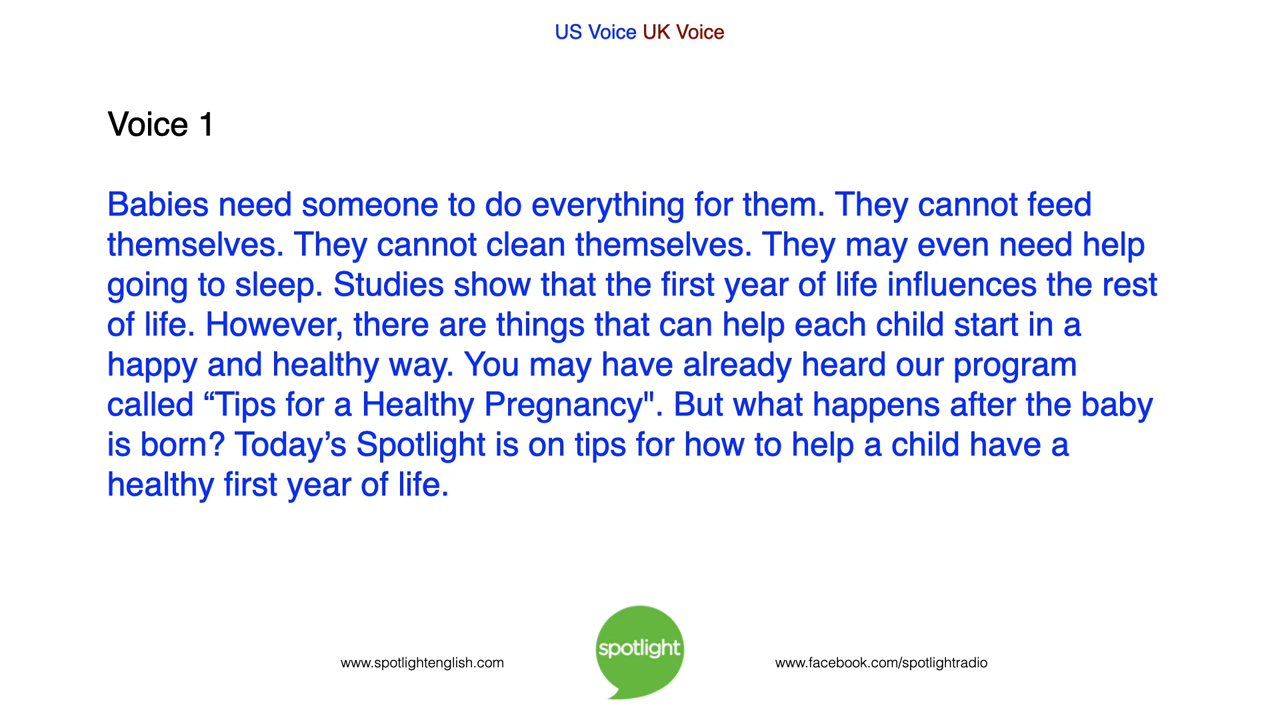 US Voice UK Voice
Voice 1
Babies need someone to do everything for them. They cannot feed
themselves. They cannot clean themselves. They may even need help
going to sleep. Studies show that the first year of life influences the rest
of life. However, there are things that can help each child start in a
happy and healthy way. You may have already heard our program
called “Tips for a Healthy Pregnancy". But what happens after the baby
is born? Today’s Spotlight is on tips for how to help a child have a
healthy first year of life.
spotlight
www.spotlightenglish.com
www.facebook.com/spotlightradio